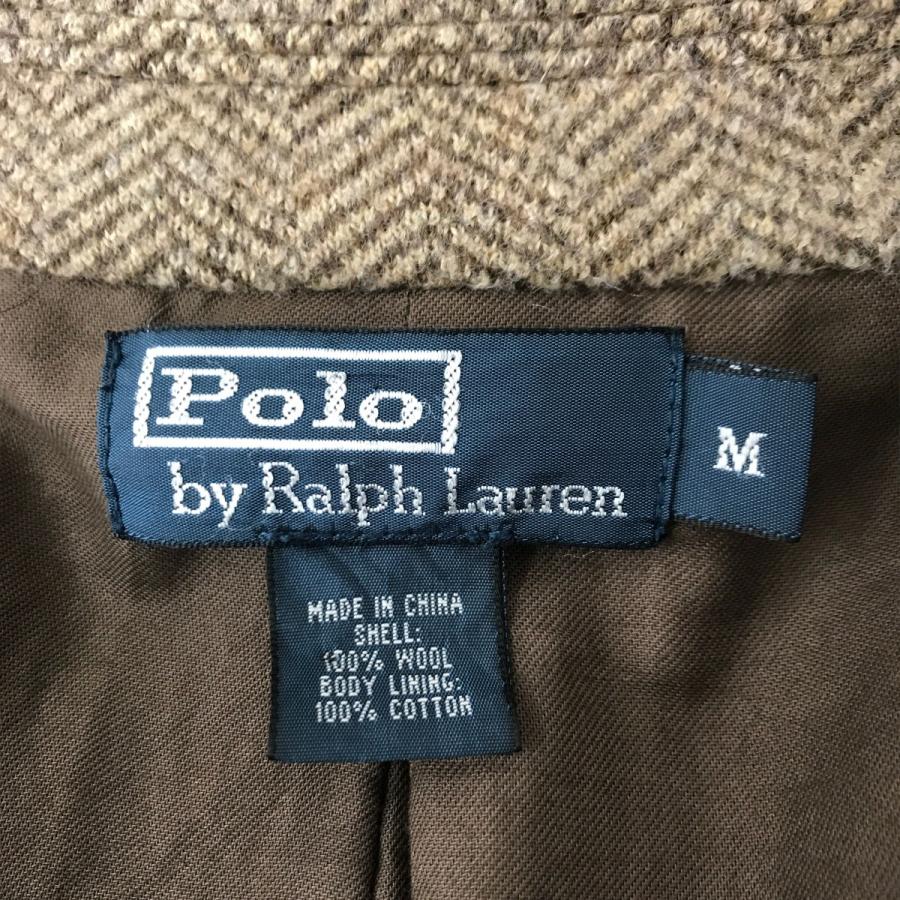 Polo
by Ralph Lauren
M
MADE IN CHINA
SHELL:
100% WOOL
BODY LINING:
100% COTTON